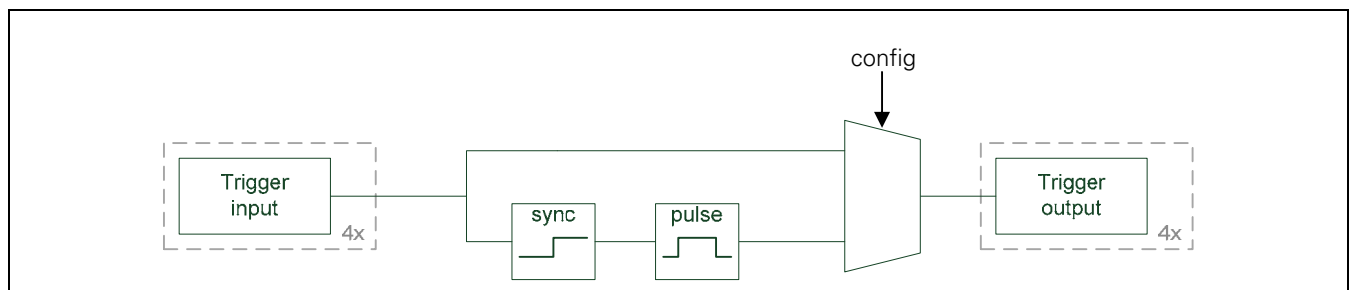 config
Trigger
input
4x
sync
pulse
Trigger
output
4x